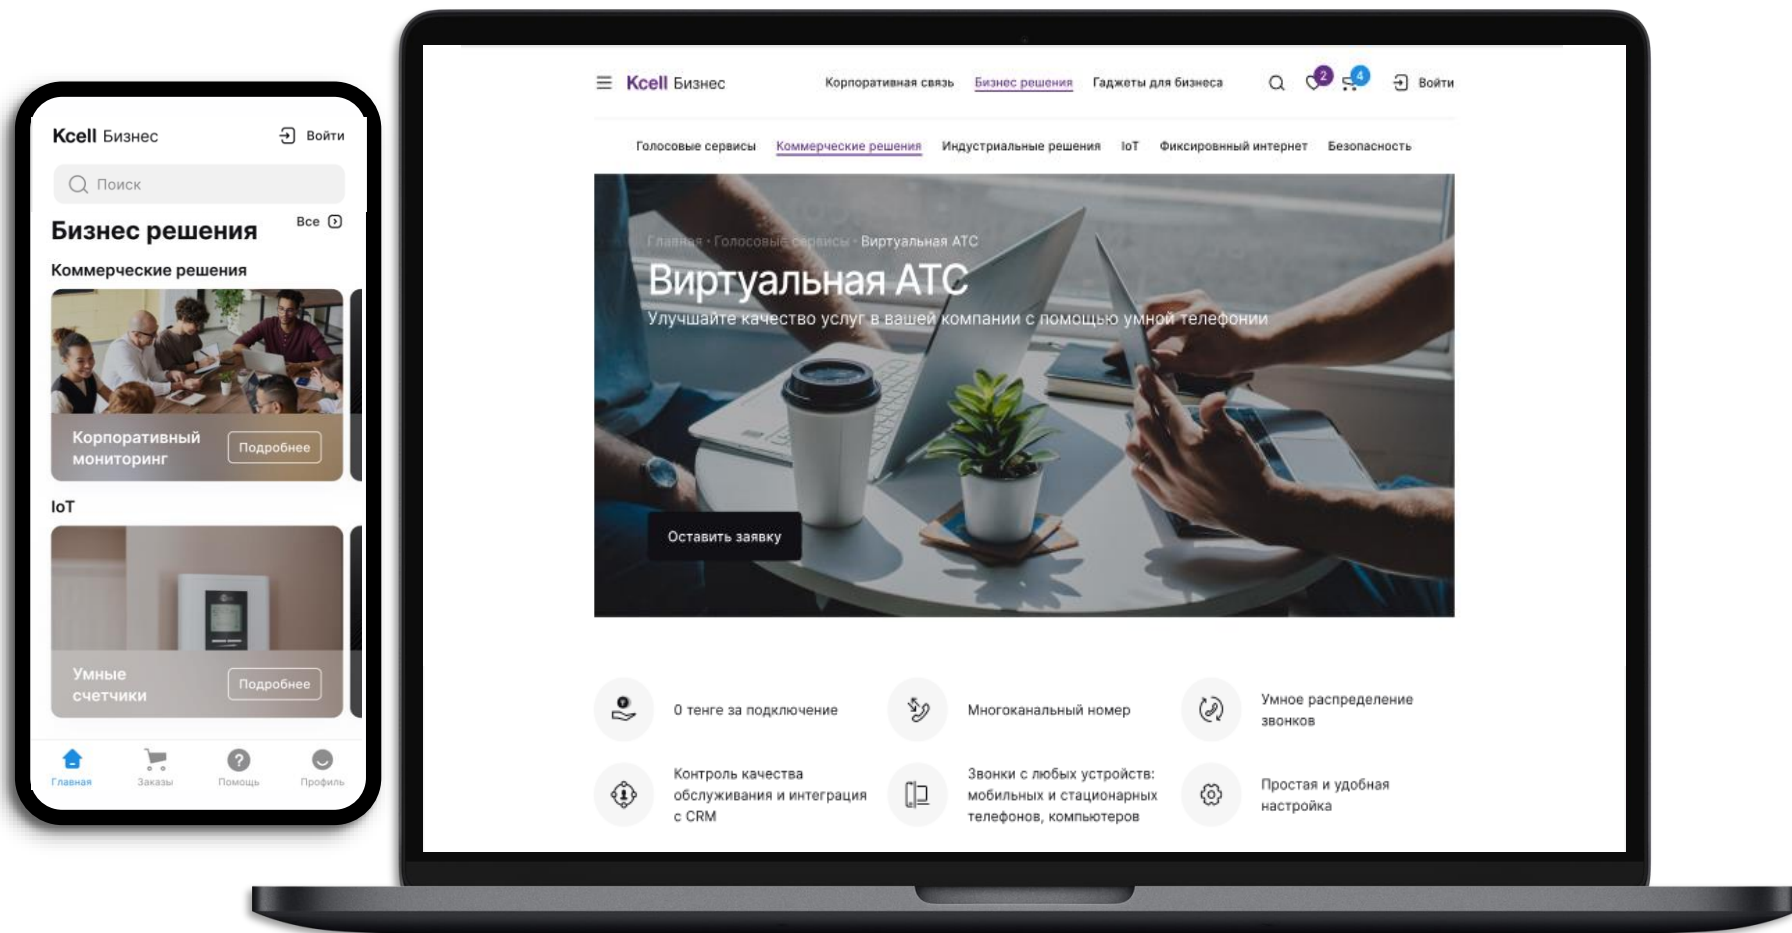 Kcell Бизнес
Войти
Поиск
Бизнес решения
Все
Коммерческие решения
Корпоративный
мониторинг
Подробнее
IoT
Умные
счетчики
Подробнее
Главная
Заказы
Помощь
Профиль
Kcell Бизнес
Корпоративная связь
Бизнес решения
Гаджеты для бизнеса
2
4
Войти
Голосовые сервисы
Коммерческие решения
Индустриальные решения
IoT
Фиксировнный интернет
Безопасность
Главная · Голосовые сервисы · Виртуальная АТС
Виртуальная АТС
Улучшайте качество услуг в вашей компании с помощью умной телефонии
Оставить заявку
0 тенге за подключение
Многоканальный номер
Умное распределение
звонков
Контроль качества
обслуживания и интеграция
с CRM
Звонки с любых устройств:
мобильных и стационарных
телефонов, компьютеров
Простая и удобная
настройка